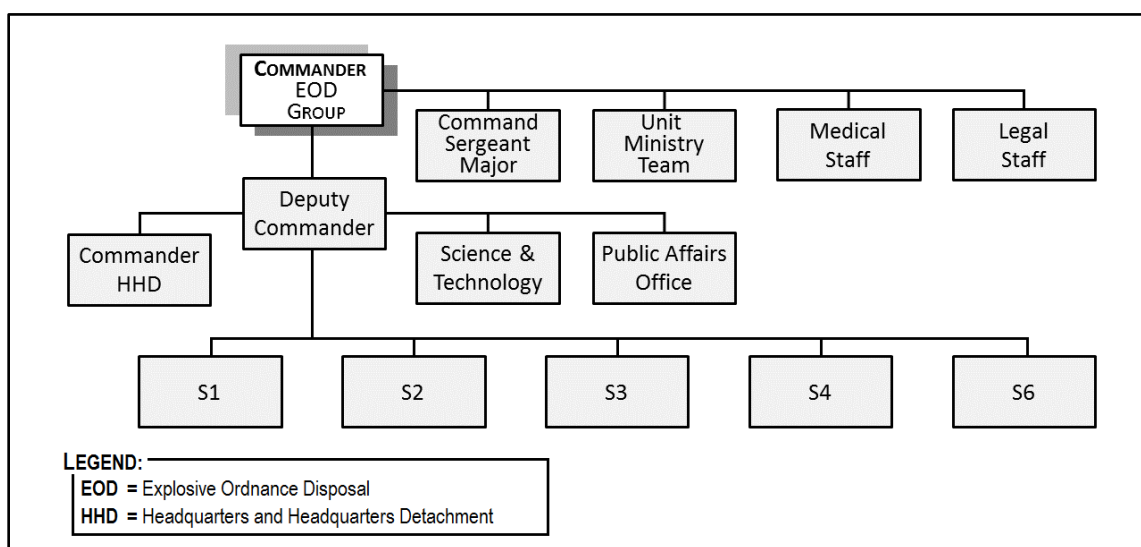 COMMANDER
EOD
GROUP
Command
Sergeant
Major
Unit
Ministry
Team
Medical
Staff
Legal
Staff
Deputy
Commander
Commander
HHD
Science &
Technology
Public Affairs
Office
S1
S2
S3
S4
S6
LEGEND:
EOD = Explosive Ordnance Disposal
HHD = Headquarters and Headquarters Detachment